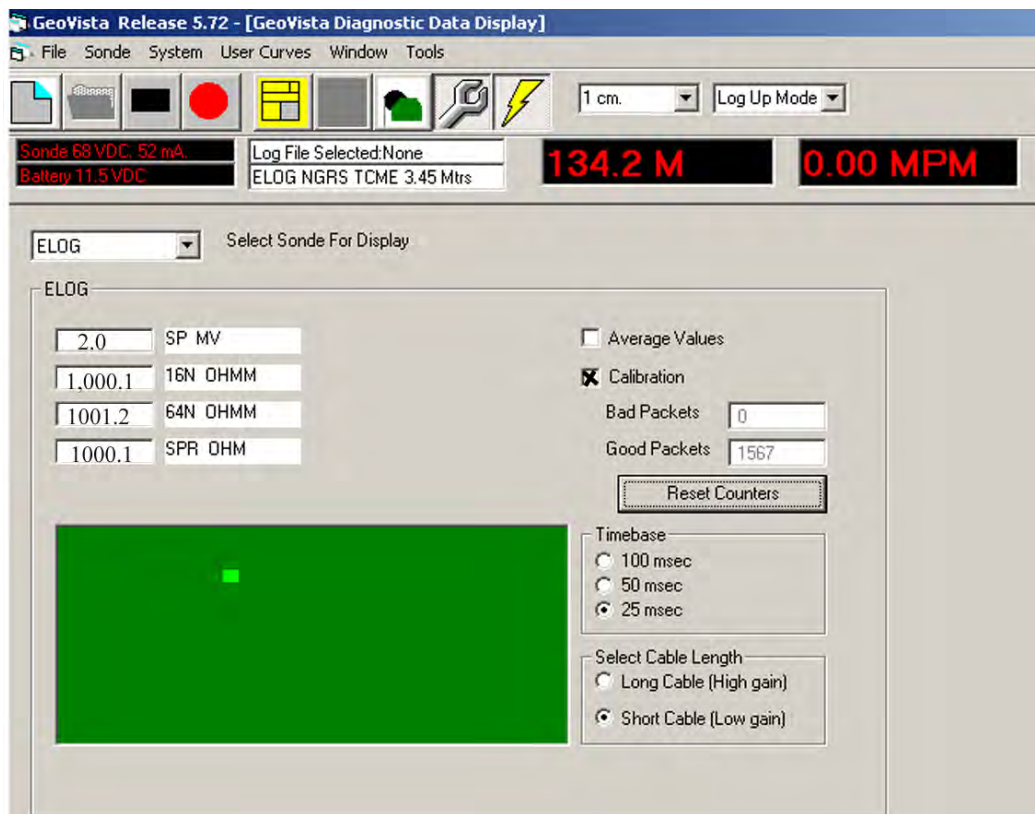 GeoVista Release 5.72 - [GeoVista Diagnostic Data Display]
File Sonde System User Curves Window Tools
1 cm. Log Up Mode
Sonde 68 VDC. 52 mA.
Battery 11.5 VDC
Log File Selected:None
ELOG NGRS TCME 3.45 Mtrs
134.2 M
0.00 MPM
ELOG Select Sonde For Display
ELOG
2.0 SP MV
1,000.1 16N OHMM
1001.2 64N OHMM
1000.1 SPR OHM
Average Values
Calibration
Bad Packets 0
Good Packets 1567
Reset Counters
Timebase
100 msec
50 msec
25 msec
Select Cable Length
Long Cable (High gain)
Short Cable (Low gain)